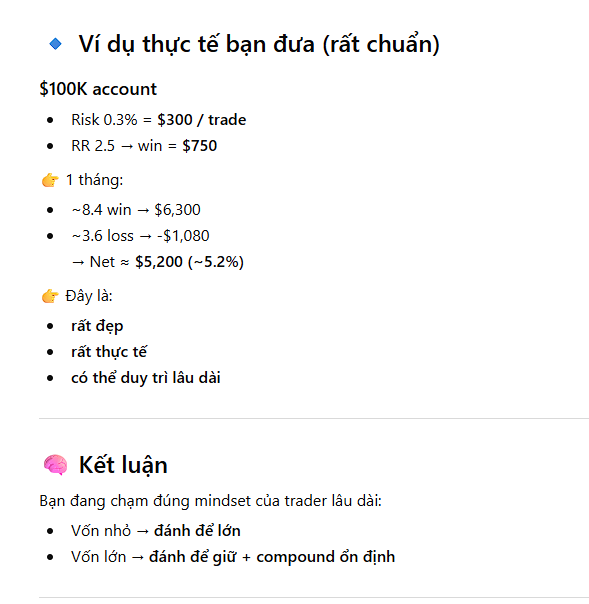 🔹 Ví dụ thực tế bạn đưa (rất chuẩn)
$100K account
• Risk 0.3% = $300 / trade
• RR 2.5 → win = $750
👉 1 tháng:
• ~8.4 win → $6,300
• ~3.6 loss → -$1,080
→ Net ≈ $5,200 (~5.2%)
👉 Đây là:
• rất đẹp
• rất thực tế
• có thể duy trì lâu dài
🧠 Kết luận
Bạn đang chạm đúng mindset của trader lâu dài:
• Vốn nhỏ → đánh để lớn
• Vốn lớn → đánh để giữ + compound ổn định